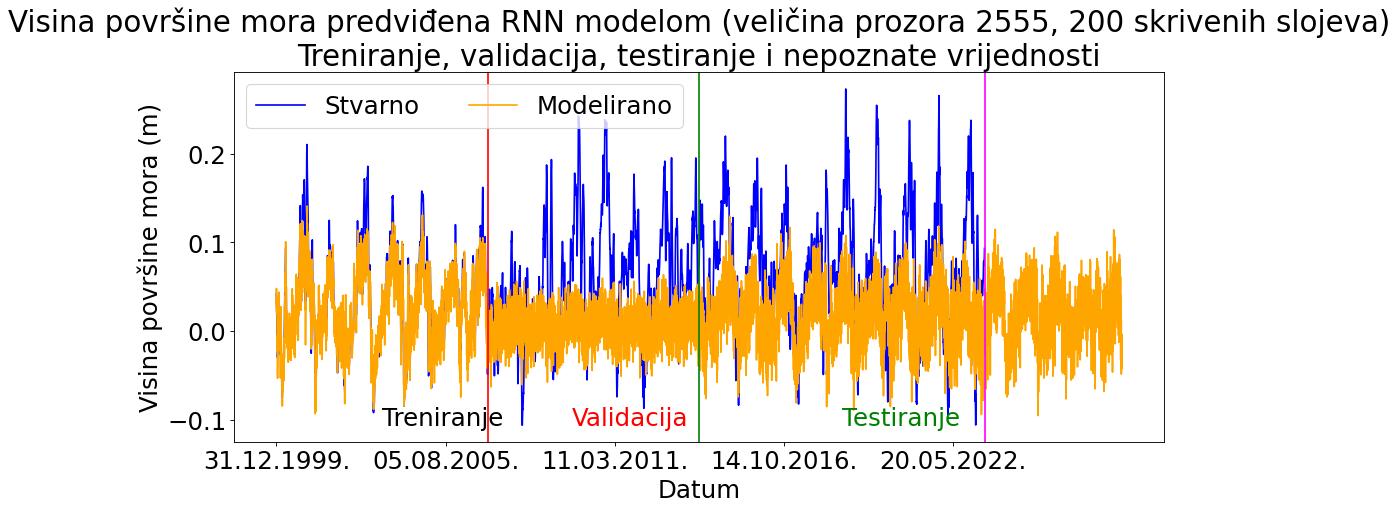 Visina površine mora predviđena RNN modelom (veličina prozora 2555, 200 skrivenih slojeva)
Treniranje, validacija, testiranje i nepoznate vrijednosti
Stvarno
Modelirano
Visina površine mora (m)
0.2
0.1
0.0
−0.1
Treniranje
Validacija
Testiranje
31.12.1999.
05.08.2005.
11.03.2011.
14.10.2016.
20.05.2022.
Datum